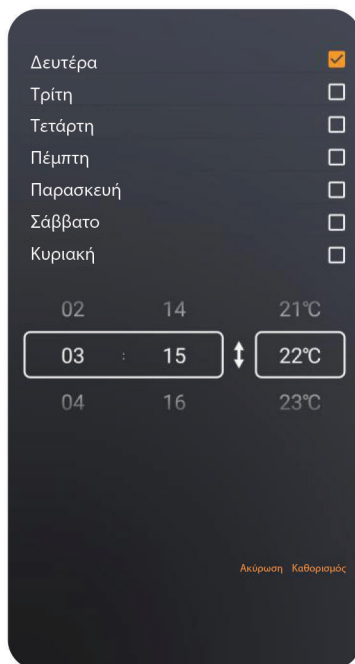 Δευτέρα
Τρίτη
Τετάρτη
Πέμπτη
Παρασκευή
Σάββατο
Κυριακή
02 14 21°C
03 : 15 22°C
04 16 23°C
Ακύρωση Καθορισμός